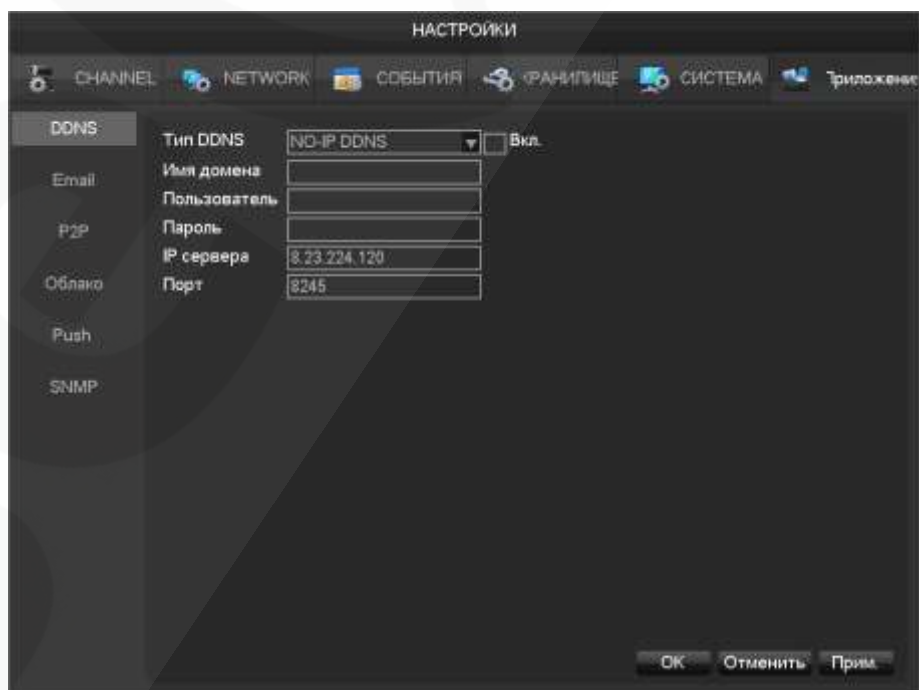 НАСТРОЙКИ
CHANNEL NETWORK СОБЫТИЯ ХРАНИЛИЩЕ СИСТЕМА Приложение
DDNS
Email
P2P
Облако
Push
SNMP
Тип DDNS NO-IP DDNS Вкл.
Имя домена
Пользователь
Пароль
IP сервера 8.23.224.120
Порт 8245
OK Отменить Прим.